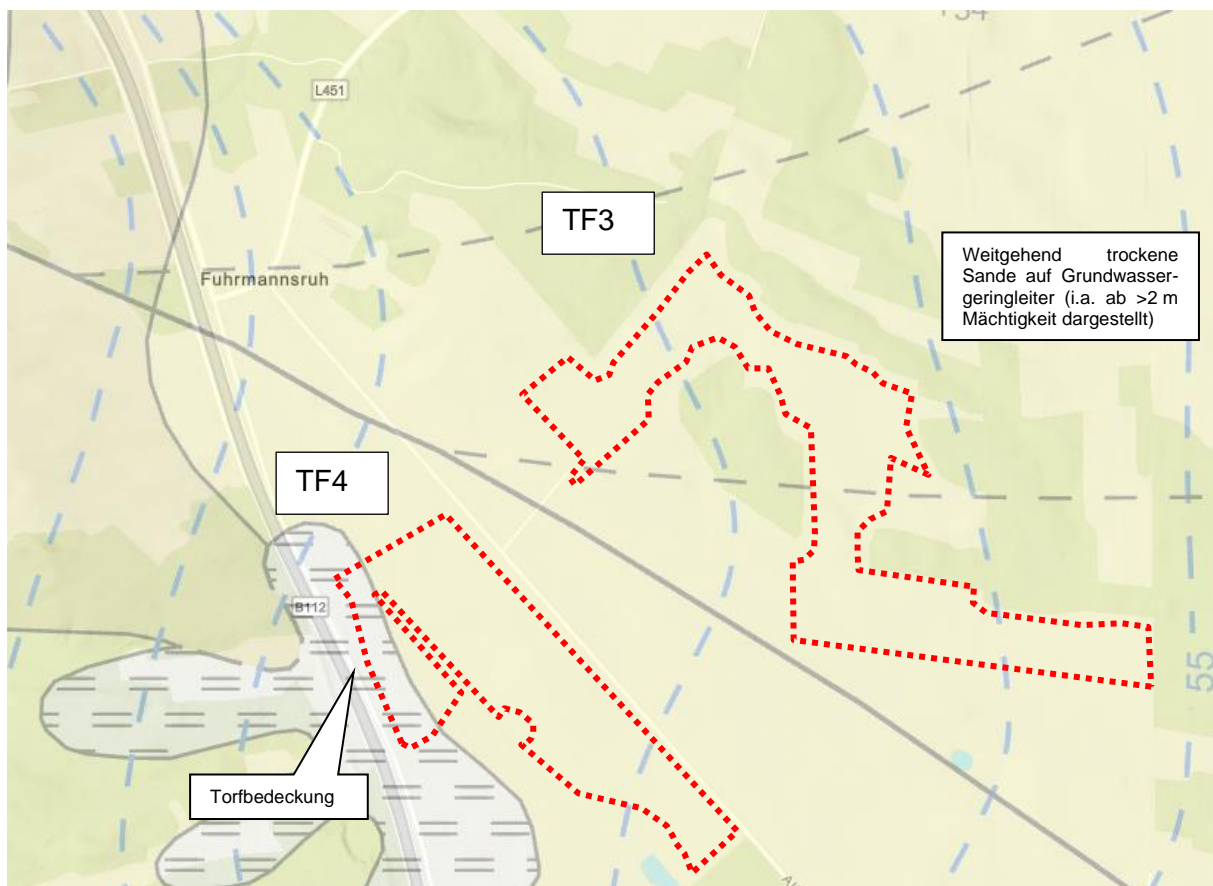 L451
TF3
Weitgehend trockene
Sande auf Grundwasser-
geringleiter (i.a. ab >2 m
Mächtigkeit dargestellt)
Fuhrmannsruh
TF4
B112
55
Torfbedeckung